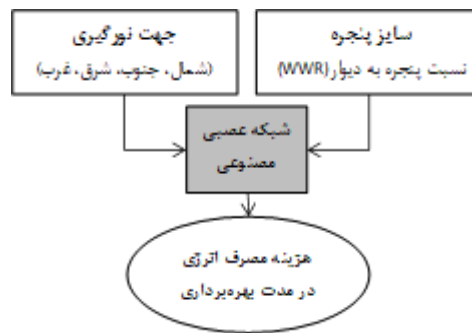 جهت نورگیری
(شمال، جنوب، شرق، غرب)
سایز پنجره
نسبت پنجره به دیوار(WWR)
شبکه عصبی
مصنوعی
هزینه مصرف انرژی
در مدت بهره‌برداری